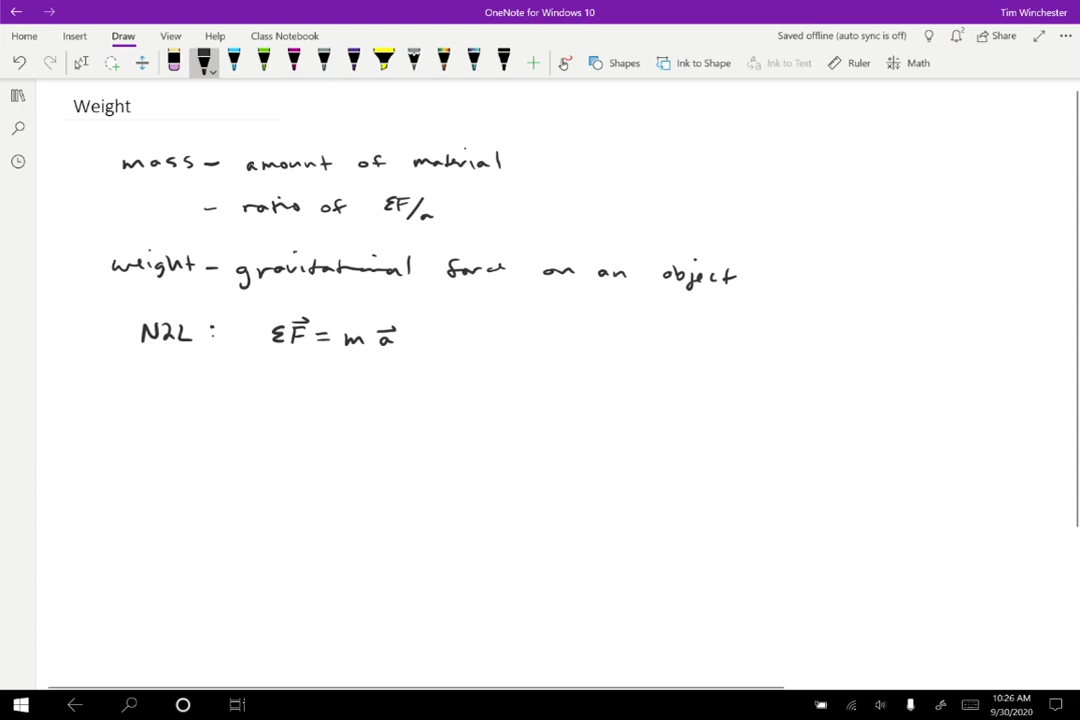 OneNote for Windows 10
Tim Winchester
Home Insert Draw View Help Class Notebook Saved offline (auto sync is off) Share
Shapes Ink to Shape Ink to Text Ruler Math
Weight
mass - amount of material
- ratio of ΣF/a
weight - gravitational force on an object
N2L : ΣF⃗ = m a⃗
10:26 AM
9/30/2020